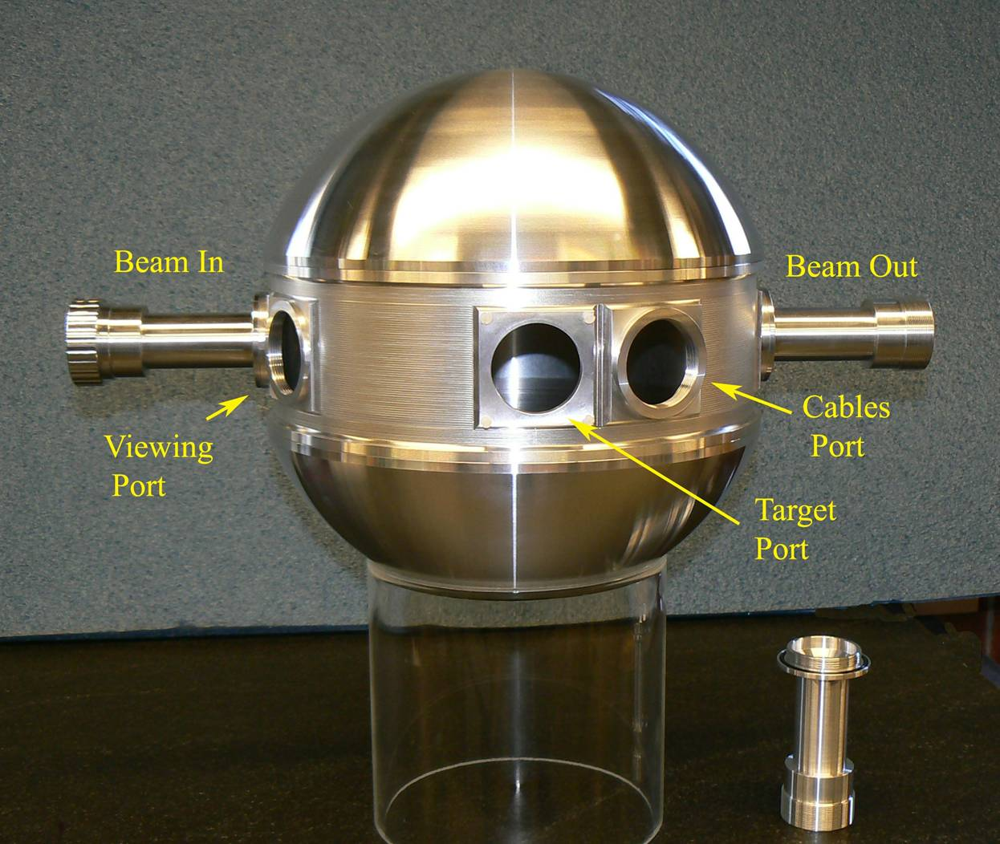 Beam In
Beam Out
Viewing
Port
Cables
Port
Target
Port